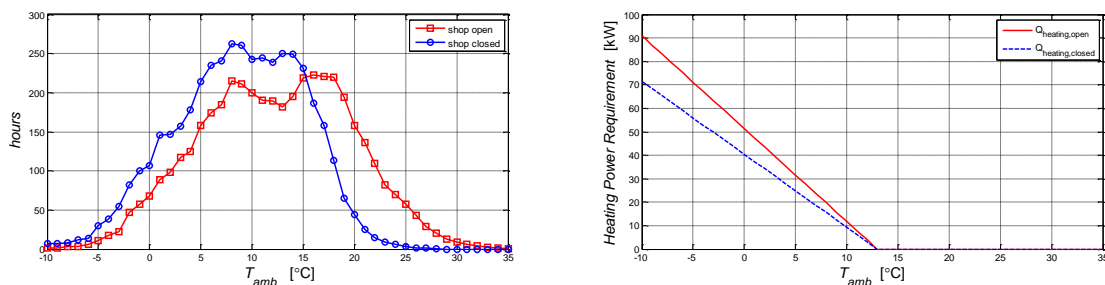 300
250
200
150
100
50
0
hours
-10 -5 0 5 10 15 20 25 30 35
T_amb [°C]
shop open
shop closed
100
90
80
70
60
50
40
30
20
10
0
Heating Power Requirement [kW]
-10 -5 0 5 10 15 20 25 30 35
T_amb [°C]
Q_heating,open
Q_heating,closed